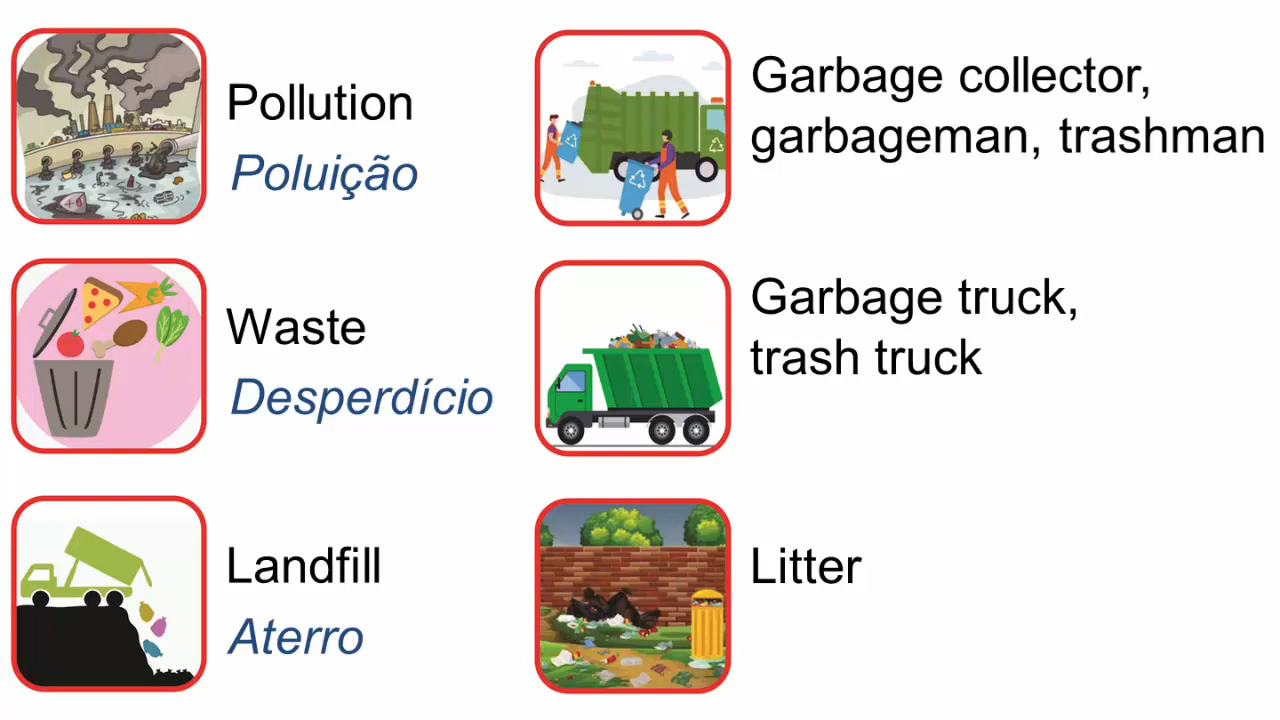 Pollution
Poluição
Garbage collector,
garbageman, trashman
Waste
Desperdício
Garbage truck,
trash truck
Landfill
Aterro
Litter